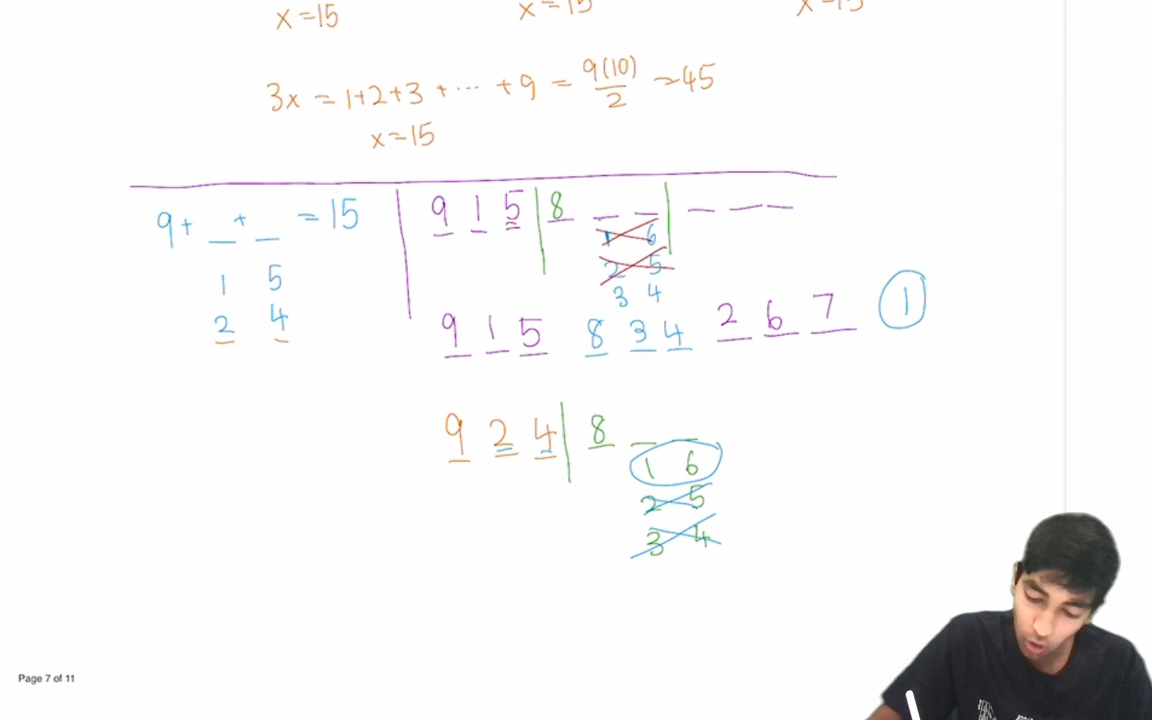 x=15 x=15 x=15
3x = 1+2+3+...+9 = 9(10)/2 = 45
x=15
9+ _ + _ = 15
1 5
2 4
9 1 5 | 8 _ _ | _ _ _
1 6
2 5
3 4
9 1 5 8 3 4 2 6 7 1
9 2 4 | 8 _ _
1 6
2 5
3 4
Page 7 of 11